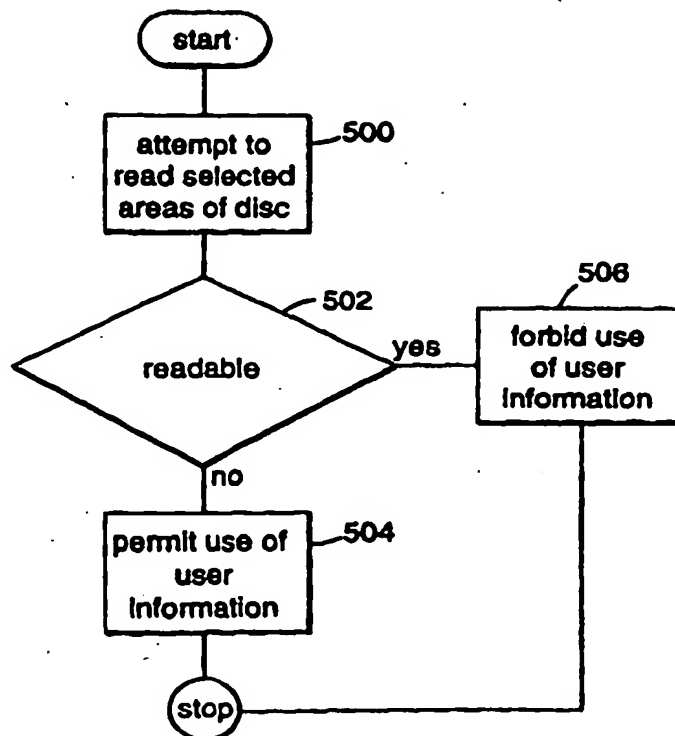 start
500
attempt to
read selected
areas of disc
502
readable
yes
506
forbid use
of user
information
no
504
permit use of
user
information
stop